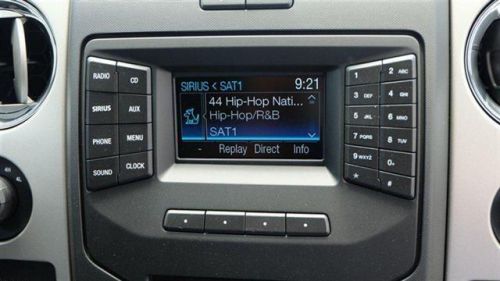 RADIO CD
SIRIUS AUX
PHONE MENU
SOUND CLOCK
SIRIUS < SAT1 9:21
44 Hip-Hop Nati...
Hip-Hop/R&B
SAT1
- Replay Direct Info
1 2 ABC
3 DEF 4 GHI
5 JKL 6 MNO
7 PQRS 8 TUV
9 WXYZ 0
* #
4